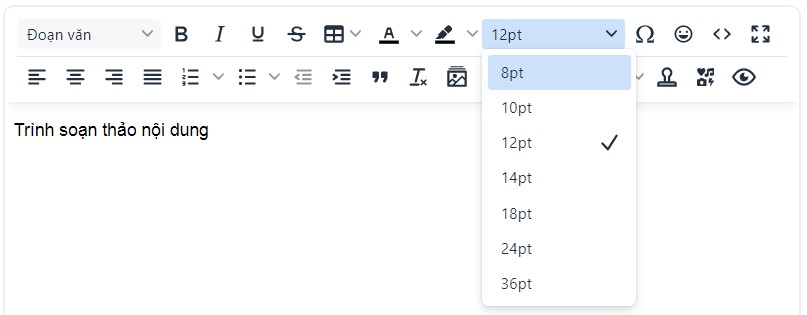 Đoạn văn
12pt
8pt
10pt
12pt
14pt
18pt
24pt
36pt
Trình soạn thảo nội dung